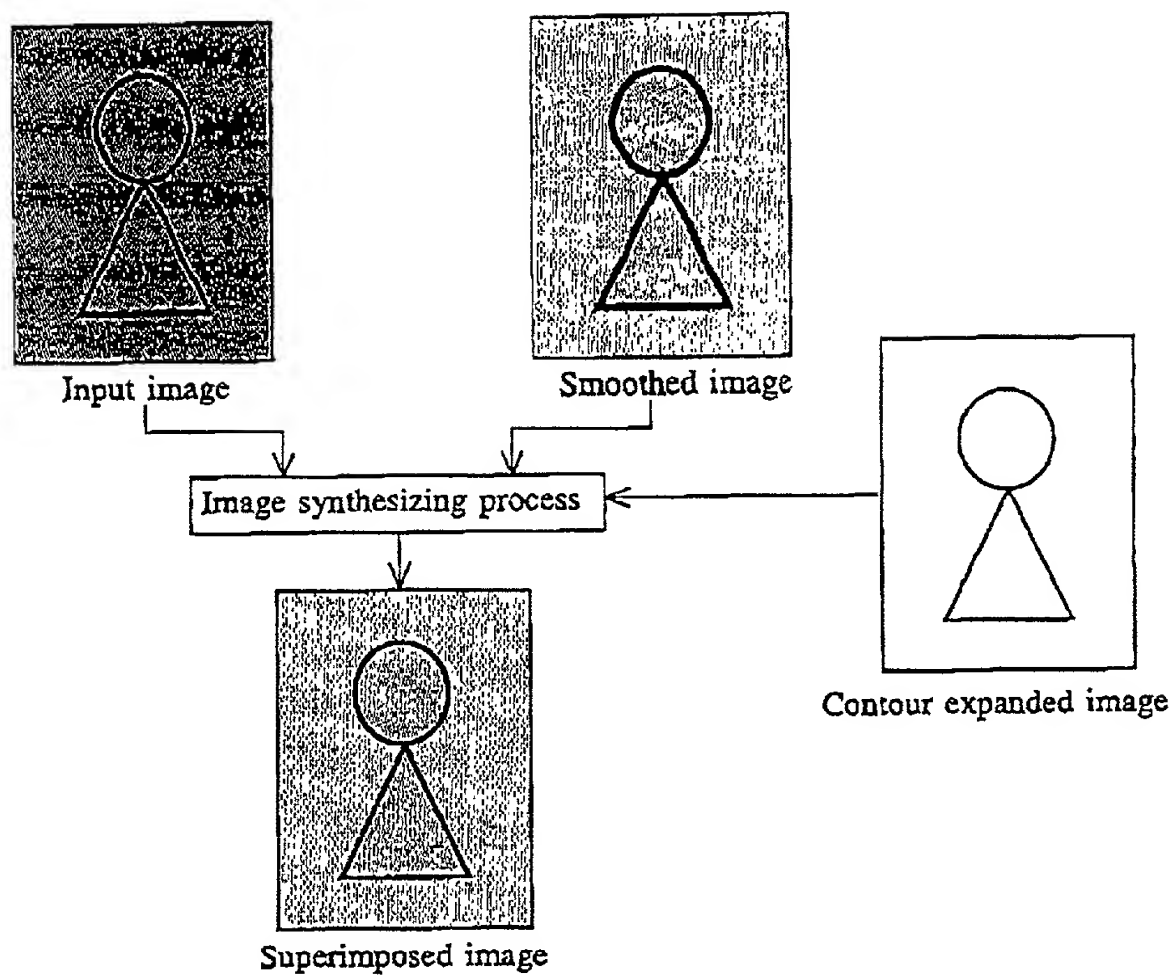 Input image
Smoothed image
Image synthesizing process
Contour expanded image
Superimposed image